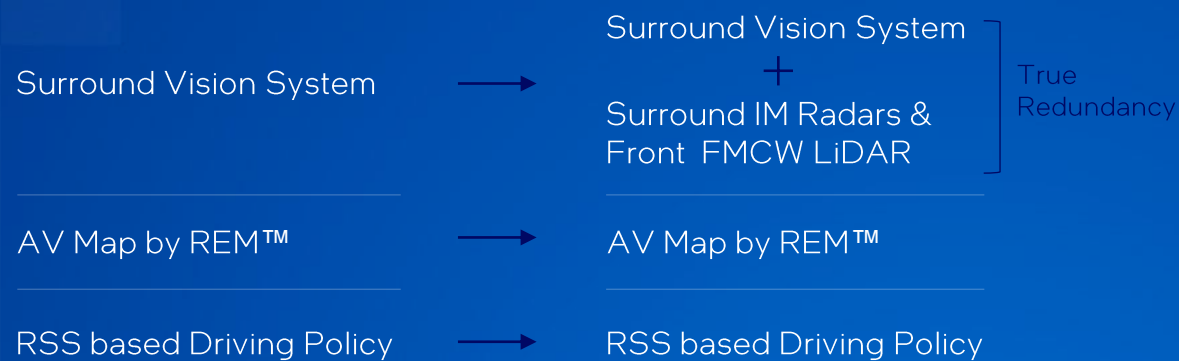 Surround Vision System
Surround Vision System
+
Surround IM Radars &
Front FMCW LiDAR
True
Redundancy
AV Map by REM™
AV Map by REM™
RSS based Driving Policy
RSS based Driving Policy